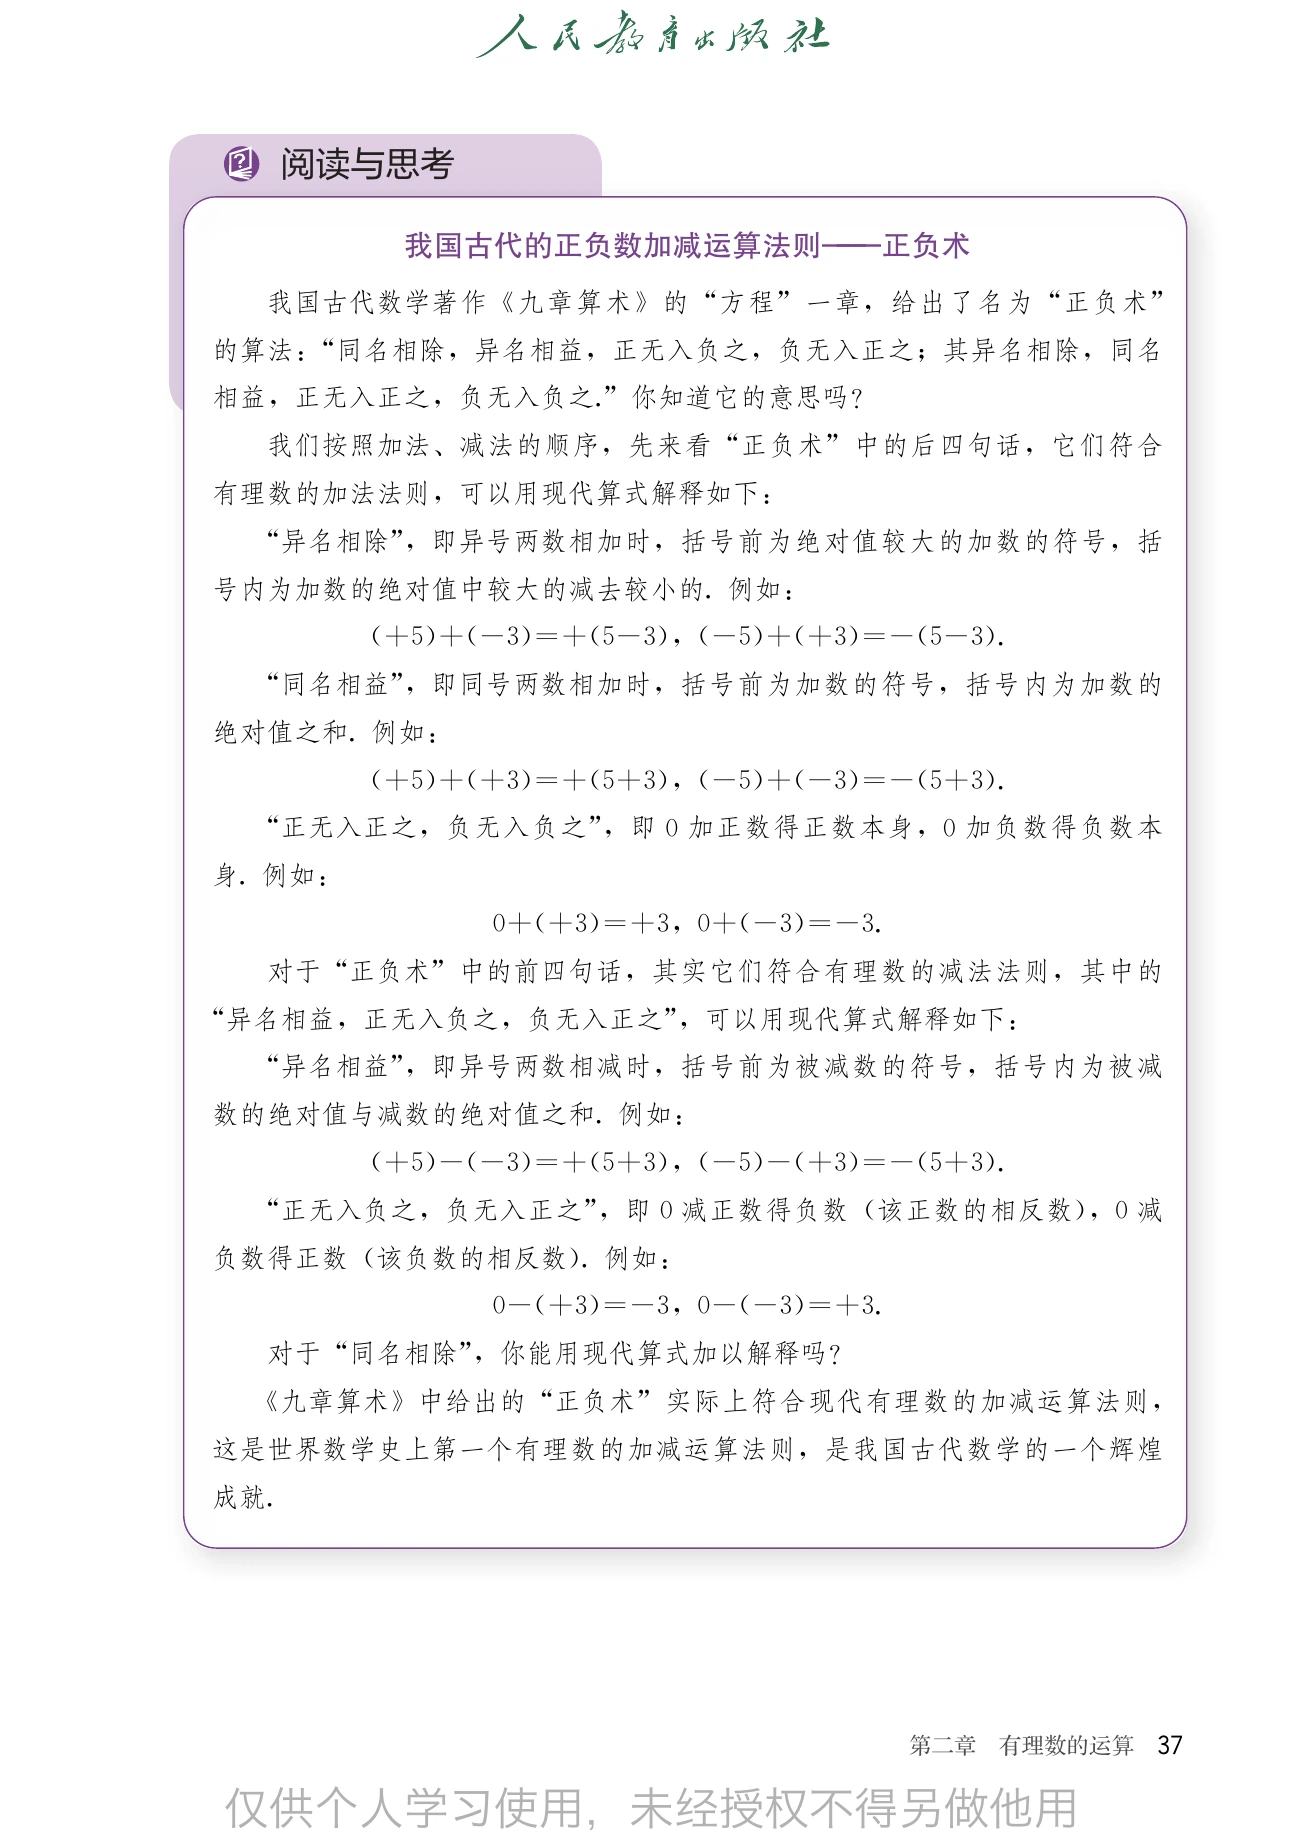 人民教育出版社
阅读与思考
我国古代的正负数加减运算法则——正负术
我国古代数学著作《九章算术》的“方程”一章，给出了名为“正负术”
的算法：“同名相除，异名相益，正无入负之，负无入正之；其异名相除，同名
相益，正无入正之，负无入负之.”你知道它的意思吗？
我们按照加法、减法的顺序，先来看“正负术”中的后四句话，它们符合
有理数的加法法则，可以用现代算式解释如下：
“异名相除”，即异号两数相加时，括号前为绝对值较大的加数的符号，括
号内为加数的绝对值中较大的减去较小的. 例如：
(＋5)＋(－3)＝＋(5－3)，(－5)＋(＋3)＝－(5－3).
“同名相益”，即同号两数相加时，括号前为加数的符号，括号内为加数的
绝对值之和. 例如：
(＋5)＋(＋3)＝＋(5＋3)，(－5)＋(－3)＝－(5＋3).
“正无入正之，负无入负之”，即 0 加正数得正数本身，0 加负数得负数本
身. 例如：
0＋(＋3)＝＋3，0＋(－3)＝－3.
对于“正负术”中的前四句话，其实它们符合有理数的减法法则，其中的
“异名相益，正无入负之，负无入正之”，可以用现代算式解释如下：
“异名相益”，即异号两数相减时，括号前为被减数的符号，括号内为被减
数的绝对值与减数的绝对值之和. 例如：
(＋5)－(－3)＝＋(5＋3)，(－5)－(＋3)＝－(5＋3).
“正无入负之，负无入正之”，即 0 减正数得负数（该正数的相反数），0 减
负数得正数（该负数的相反数）. 例如：
0－(＋3)＝－3，0－(－3)＝＋3.
对于“同名相除”，你能用现代算式加以解释吗？
《九章算术》中给出的“正负术”实际上符合现代有理数的加减运算法则，
这是世界数学史上第一个有理数的加减运算法则，是我国古代数学的一个辉煌
成就.
第二章 有理数的运算 37
仅供个人学习使用，未经授权不得另做他用